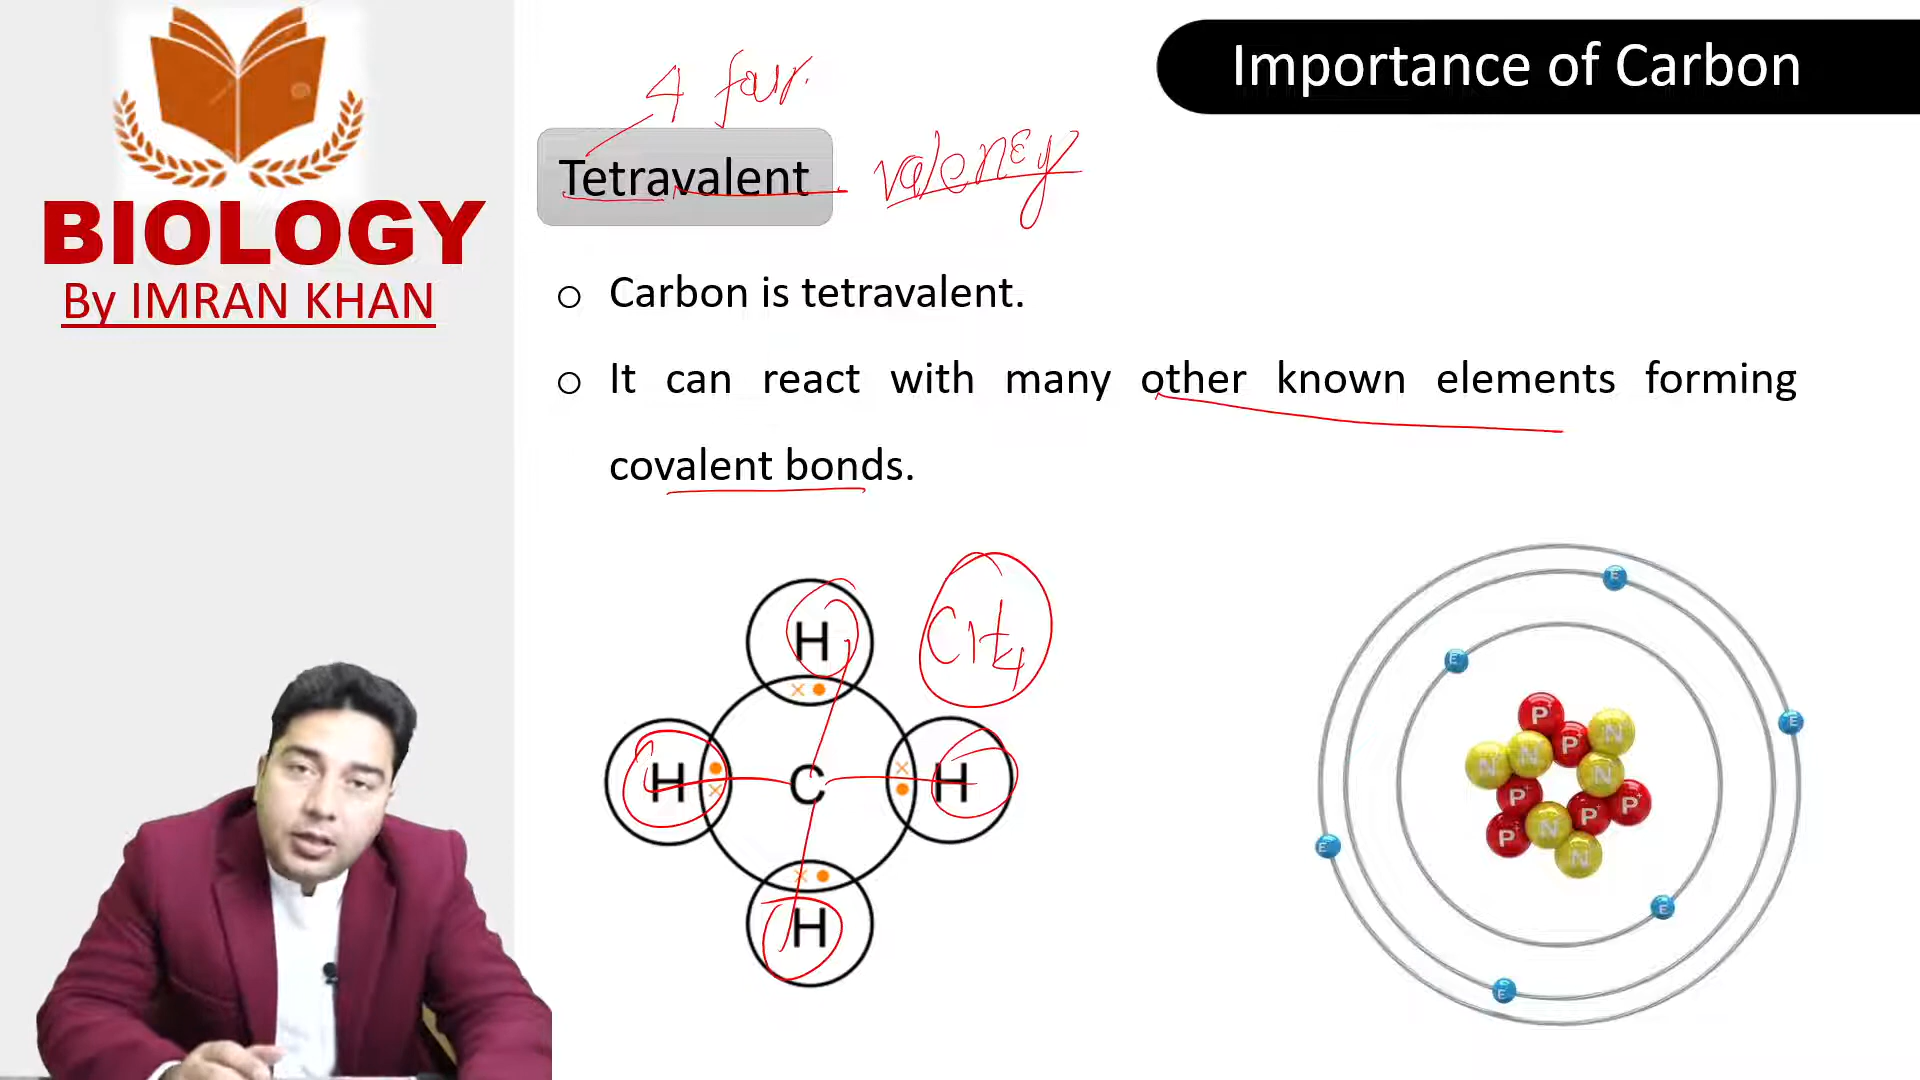 BIOLOGY
By IMRAN KHAN
Importance of Carbon
4 four.
Tetravalent
valency
o Carbon is tetravalent.
o It can react with many other known elements forming
covalent bonds.
H
CH4
H C H
H
E
E
E
E
E
E
P+
P+ N
N N N
P+ P+ P+
P+ N
N